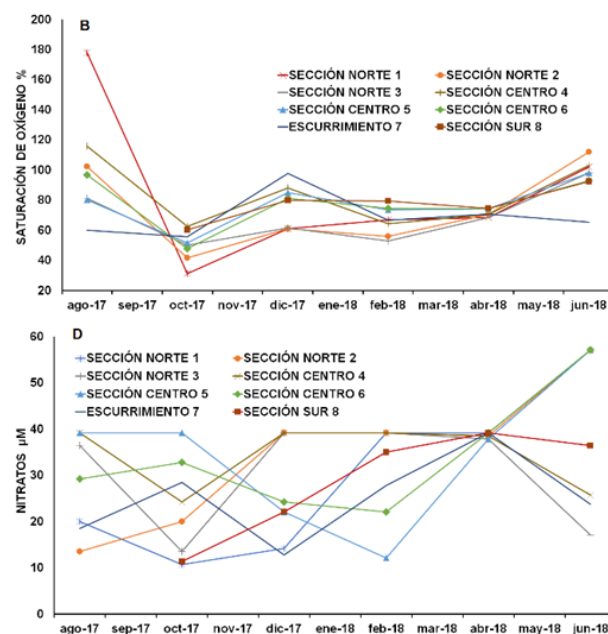 B
200
180
160
140
120
100
80
60
40
20
SATURACIÓN DE OXÍGENO %
SECCIÓN NORTE 1 SECCIÓN NORTE 2
SECCIÓN NORTE 3 SECCIÓN CENTRO 4
SECCIÓN CENTRO 5 SECCIÓN CENTRO 6
ESCURRIMIENTO 7 SECCIÓN SUR 8
ago-17 sep-17 oct-17 nov-17 dic-17 ene-18 feb-18 mar-18 abr-18 may-18 jun-18
D
60
50
40
30
20
10
0
NITRATOS µM
SECCIÓN NORTE 1 SECCIÓN NORTE 2
SECCIÓN NORTE 3 SECCIÓN CENTRO 4
SECCIÓN CENTRO 5 SECCIÓN CENTRO 6
ESCURRIMIENTO 7 SECCIÓN SUR 8
ago-17 sep-17 oct-17 nov-17 dic-17 ene-18 feb-18 mar-18 abr-18 may-18 jun-18